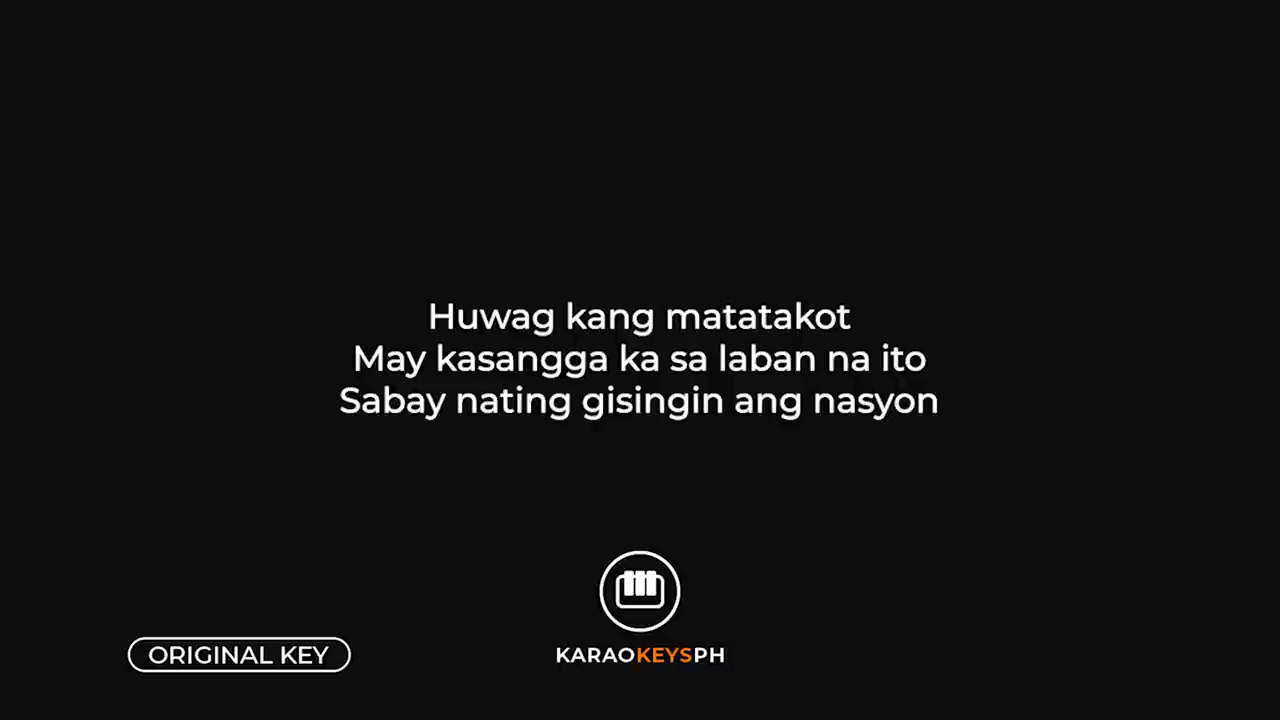 Huwag kang matatakot
May kasangga ka sa laban na ito
Sabay nating gisingin ang nasyon
ORIGINAL KEY
KARAOKEYSPH